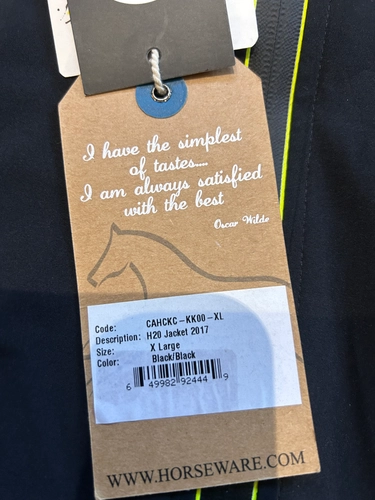 I have the simplest
of tastes....
I am always satisfied
with the best
Oscar Wilde
Code: CAHCKC-KK00-XL
Description: H20 Jacket 2017
Size: X Large
Color: Black/Black
6 49982 92444 9
WWW.HORSEWARE.COM